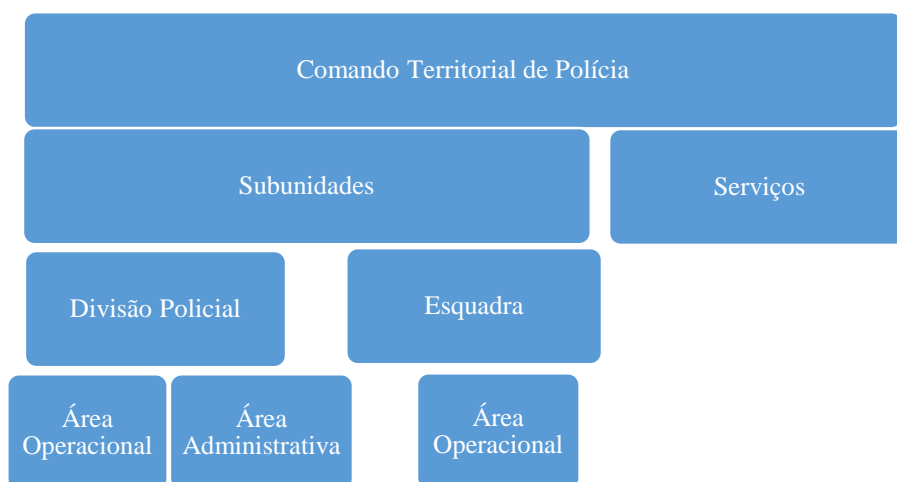 Comando Territorial de Polícia
Subunidades
Serviços
Divisão Policial
Esquadra
Área
Operacional
Área
Administrativa
Área
Operacional